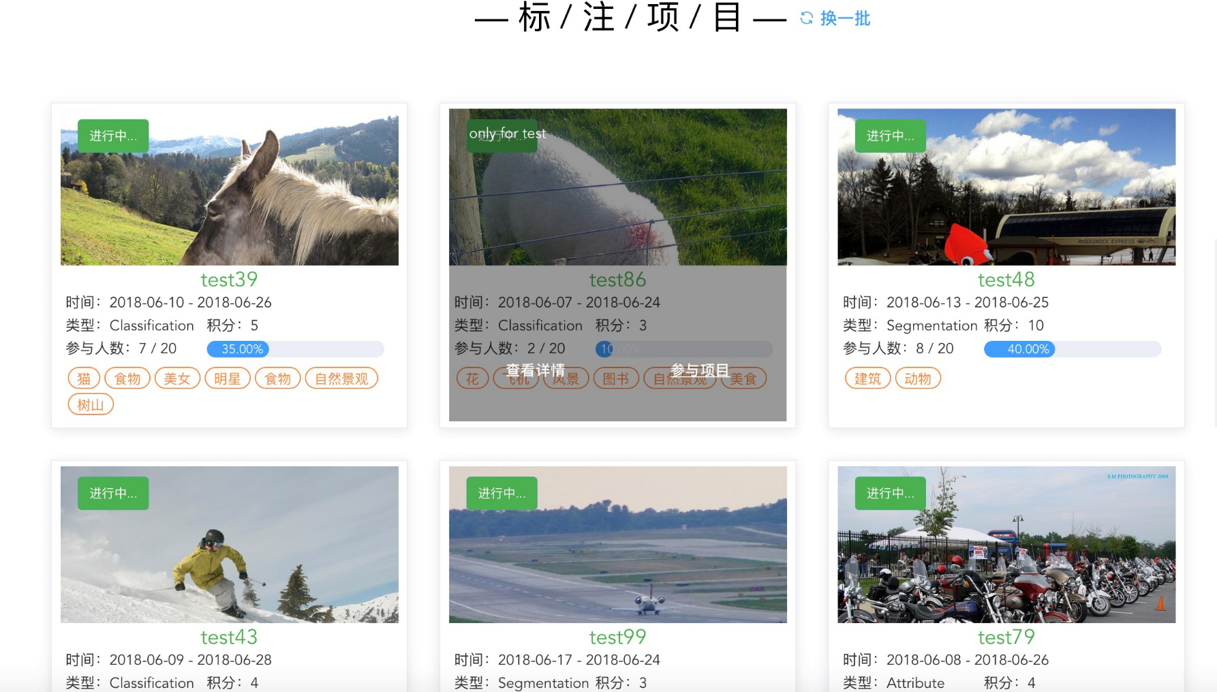 — 标 / 注 / 项 / 目 — 换一批
进行中...
test39
时间：2018-06-10 - 2018-06-26
类型：Classification 积分：5
参与人数：7 / 20 35.00%
猫 食物 美女 明星 食物 自然景观
树山
only for test
test86
时间：2018-06-07 - 2018-06-24
类型：Classification 积分：3
参与人数：2 / 20 10.00%
查看详情 参与项目
花 飞机 风景 图书 自然景观 美食
进行中...
test48
时间：2018-06-13 - 2018-06-25
类型：Segmentation 积分：10
参与人数：8 / 20 40.00%
建筑 动物
进行中...
test43
时间：2018-06-09 - 2018-06-28
类型：Classification 积分：4
进行中...
test99
时间：2018-06-17 - 2018-06-24
类型：Segmentation 积分：3
进行中...
test79
时间：2018-06-08 - 2018-06-26
类型：Attribute 积分：4